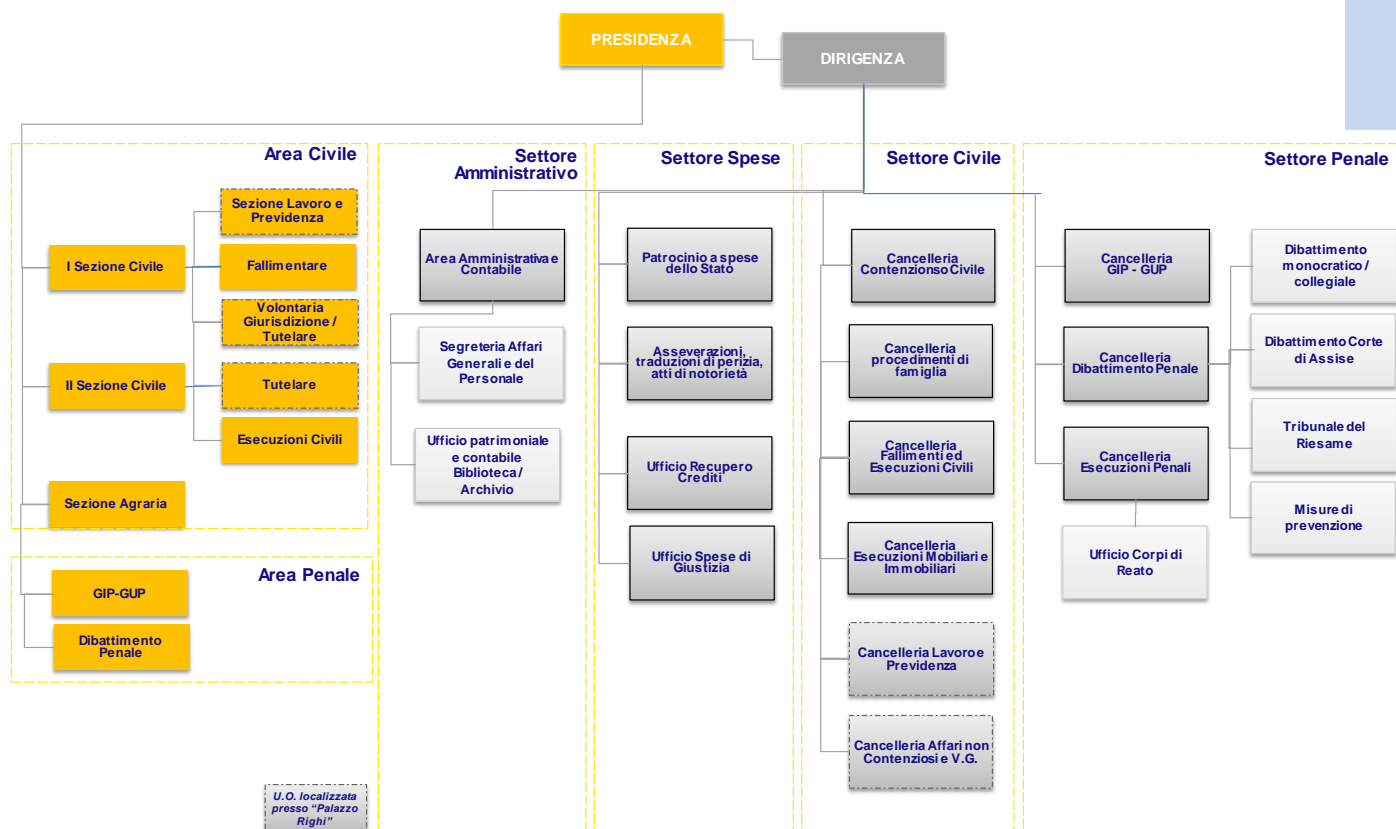 PRESIDENZA
DIRIGENZA
Area Civile
Sezione Lavoro e
Previdenza
I Sezione Civile
Fallimentare
Volontaria
Giurisdizione /
Tutelare
II Sezione Civile
Tutelare
Esecuzioni Civili
Sezione Agraria
Area Penale
GIP-GUP
Dibattimento
Penale
U.O. localizzata
presso “Palazzo
Righi”
Settore
Amministrativo
Area Amministrativa e
Contabile
Segreteria Affari
Generali e del
Personale
Ufficio patrimoniale
e contabile
Biblioteca /
Archivio
Settore Spese
Patrocinio a spese
dello Stato
Asseverazioni,
traduzioni di perizia,
atti di notorietà
Ufficio Recupero
Crediti
Ufficio Spese di
Giustizia
Settore Civile
Cancelleria
Contenzionso Civile
Cancelleria
procedimenti di
famiglia
Cancelleria
Fallimenti ed
Esecuzioni Civili
Cancelleria
Esecuzioni Mobiliari e
Immobiliari
Cancelleria Lavoro e
Previdenza
Cancelleria Affari non
Contenziosi e V.G.
Settore Penale
Cancelleria
GIP - GUP
Cancelleria
Dibattimento Penale
Cancelleria
Esecuzioni Penali
Ufficio Corpi di
Reato
Dibattimento
monocratico /
collegiale
Dibattimento Corte
di Assise
Tribunale del
Riesame
Misure di
prevenzione